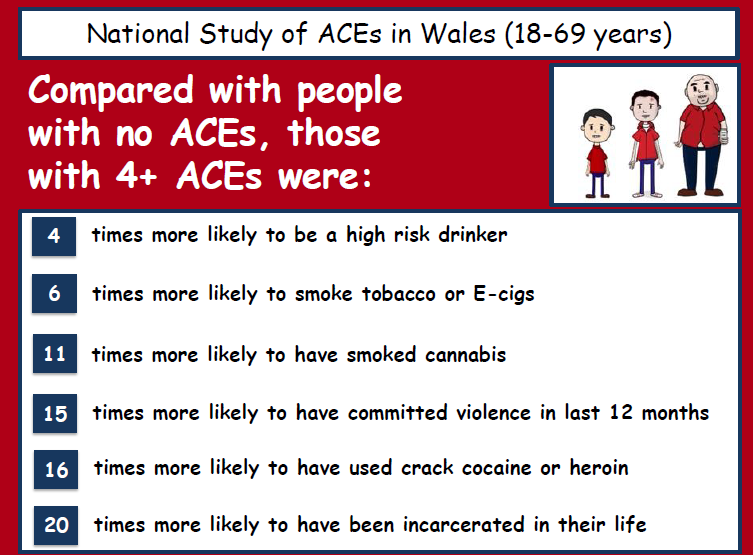 National Study of ACEs in Wales (18-69 years)
Compared with people
with no ACEs, those
with 4+ ACEs were:
4 times more likely to be a high risk drinker
6 times more likely to smoke tobacco or E-cigs
11 times more likely to have smoked cannabis
15 times more likely to have committed violence in last 12 months
16 times more likely to have used crack cocaine or heroin
20 times more likely to have been incarcerated in their life